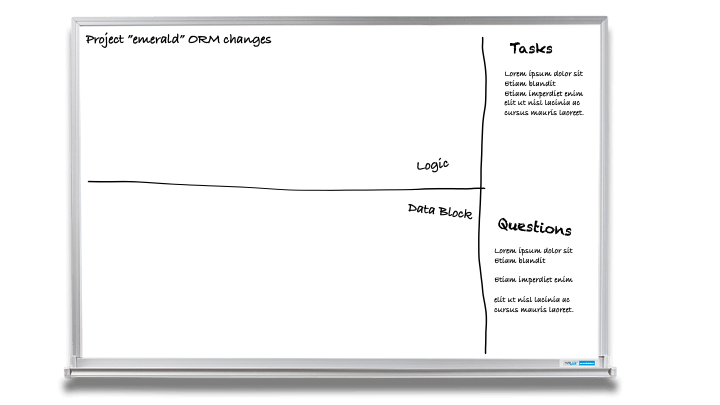 Project "emerald" ORM changes
Logic
Data Block
Tasks
Lorem ipsum dolor sit
Etiam blandit
Etiam imperdiet enim
elit ut nisl lacinia ac
cursus mauris laoreet.
Questions
Lorem ipsum dolor sit
Etiam blandit
Etiam imperdiet enim
elit ut nisl lacinia ac
cursus mauris laoreet.